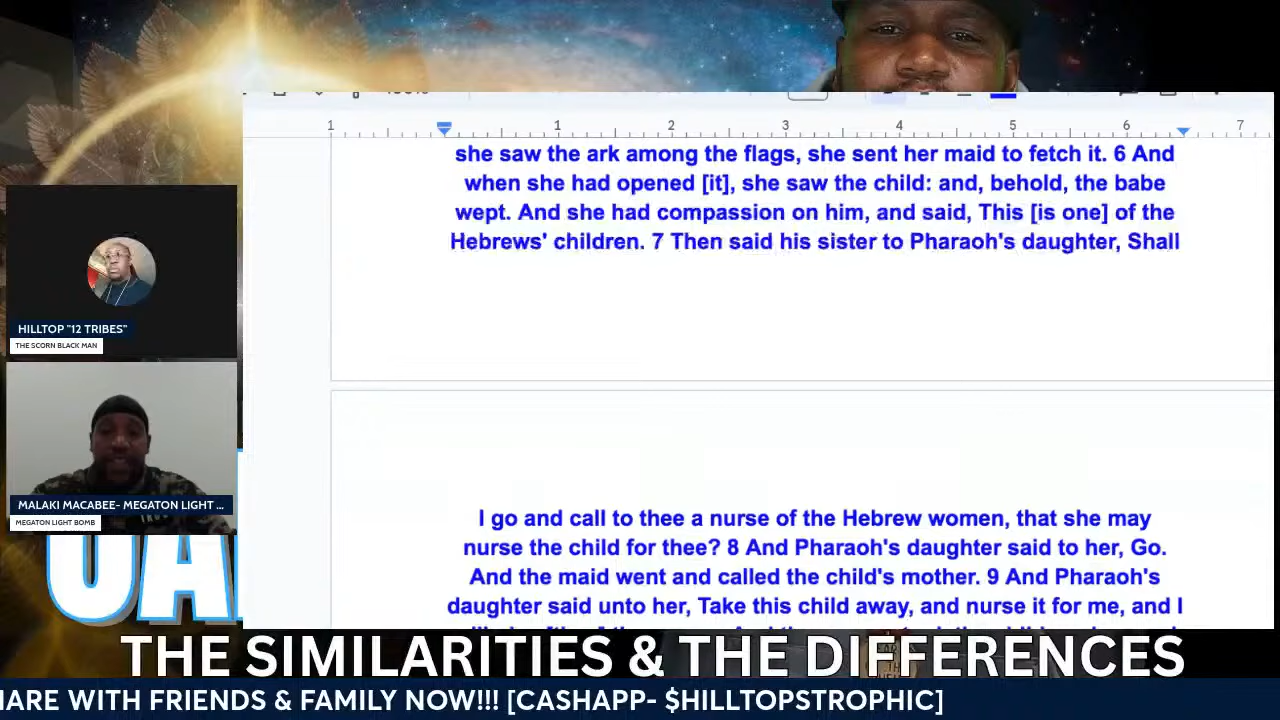 1 1 2 3 4 5 6 7
she saw the ark among the flags, she sent her maid to fetch it. 6 And
when she had opened [it], she saw the child: and, behold, the babe
wept. And she had compassion on him, and said, This [is one] of the
Hebrews' children. 7 Then said his sister to Pharaoh's daughter, Shall
I go and call to thee a nurse of the Hebrew women, that she may
nurse the child for thee? 8 And Pharaoh's daughter said to her, Go.
And the maid went and called the child's mother. 9 And Pharaoh's
daughter said unto her, Take this child away, and nurse it for me, and I
HILLTOP "12 TRIBES"
THE SCORN BLACK MAN
MALAKI MACABEE- MEGATON LIGHT ...
MEGATON LIGHT BOMB
THE SIMILARITIES & THE DIFFERENCES
HARE WITH FRIENDS & FAMILY NOW!!! [CASHAPP- $HILLTOPSTROPHIC]